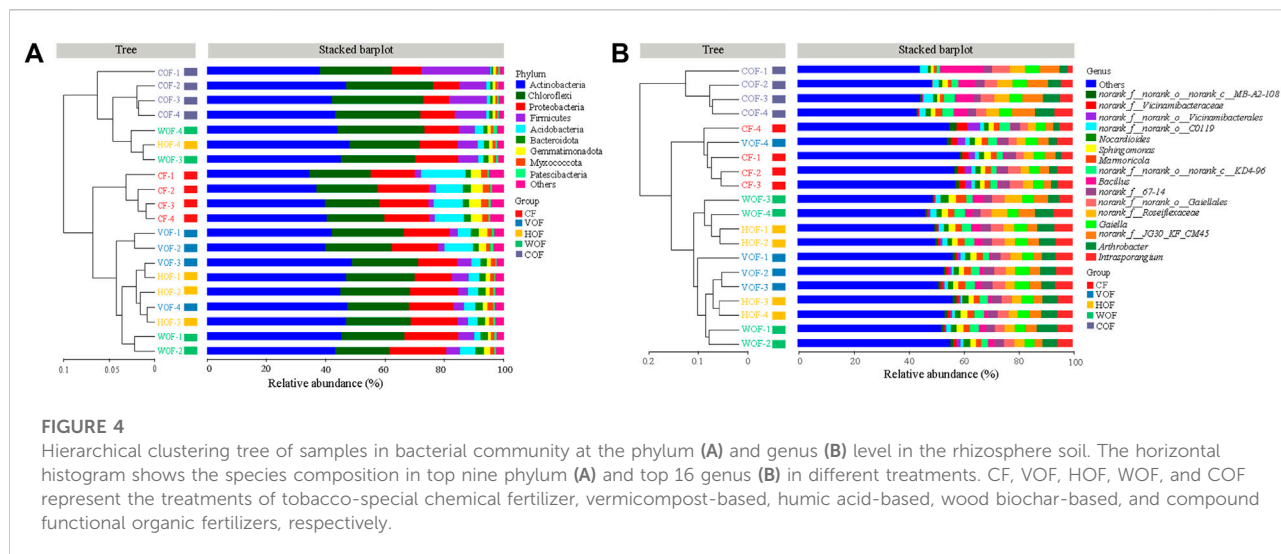 A
Tree
Stacked barplot
COF-1
COF-2
COF-3
COF-4
WOF-4
HOF-4
WOF-3
CF-1
CF-2
CF-3
CF-4
VOF-1
VOF-2
VOF-3
HOF-1
HOF-2
VOF-4
HOF-3
WOF-1
WOF-2
0.1
0.05
0
0
20
40
60
80
100
Relative abundance (%)
Phylum
Actinobacteria
Chloroflexi
Proteobacteria
Firmicutes
Acidobacteria
Bacteroidota
Gemmatimonadota
Myxococcota
Patescibacteria
Others
Group
CF
VOF
HOF
WOF
COF
B
Tree
Stacked barplot
COF-1
COF-2
COF-3
COF-4
CF-4
VOF-4
CF-1
CF-2
CF-3
WOF-3
WOF-4
HOF-1
HOF-2
VOF-1
VOF-2
VOF-3
HOF-3
HOF-4
WOF-1
WOF-2
0.2
0.1
0
0
20
40
60
80
100
Relative abundance (%)
Genus
Others
norank_f__norank_o__norank_c__MB-A2-108
norank_f__Vicinamibacteraceae
norank_f__norank_o__Vicinamibacterales
norank_f__norank_o__C0119
Nocardioides
Sphingomonas
Marmoricola
norank_f__norank_o__norank_c__KD4-96
Bacillus
norank_f__67-14
norank_f__norank_o__Gaiellales
norank_f__Roseiflexaceae
Gaiella
norank_f__JG30_KF_CM45
Arthrobacter
Intrasporangium
Group
CF
VOF
HOF
WOF
COF
FIGURE 4
Hierarchical clustering tree of samples in bacterial community at the phylum (A) and genus (B) level in the rhizosphere soil. The horizontal
histogram shows the species composition in top nine phylum (A) and top 16 genus (B) in different treatments. CF, VOF, HOF, WOF, and COF
represent the treatments of tobacco-special chemical fertilizer, vermicompost-based, humic acid-based, wood biochar-based, and compound
functional organic fertilizers, respectively.